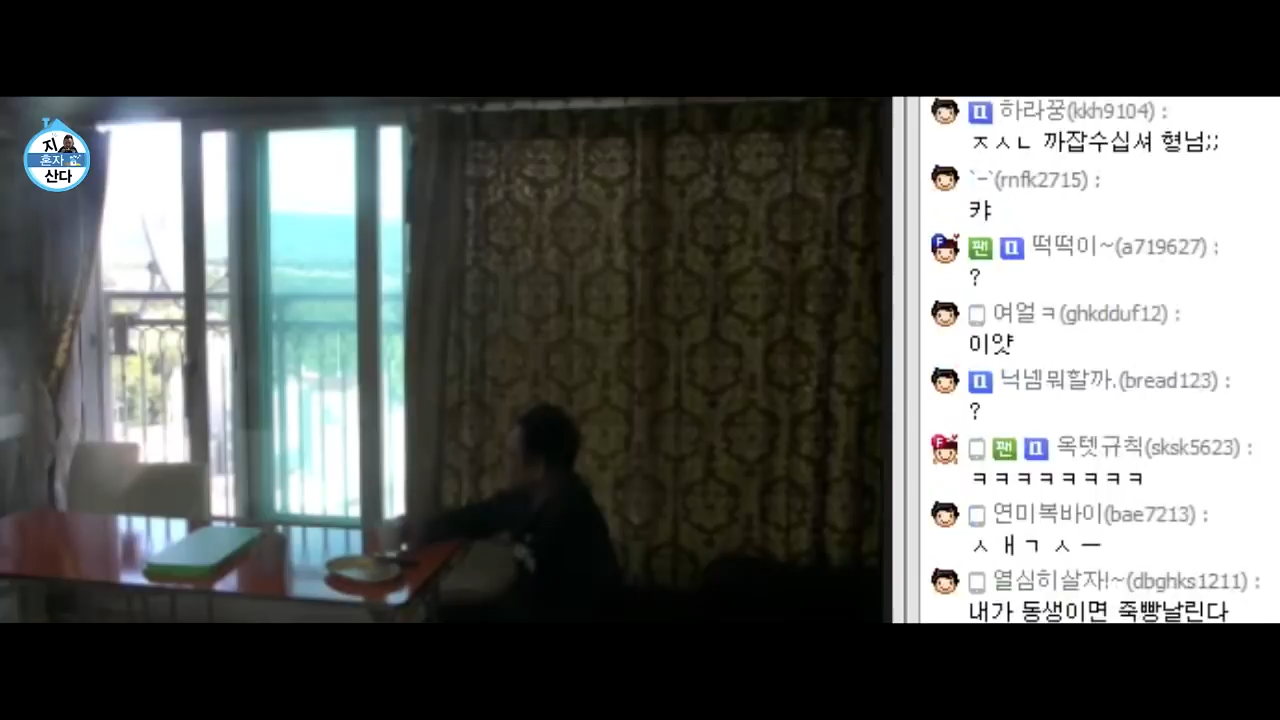 지
혼자
산다
하라꿍(kkh9104) :
ㅈㅅㄴ 까잡수십셔 형님;;
`-`(rnfk2715) :
캬
F 팬 떡떡이~(a719627) :
?
여얼ㅋ(ghkdduf12) :
이얏
닉넴뭐할까.(bread123) :
?
F 팬 옥텟규칙(sksk5623) :
ㅋㅋㅋㅋㅋㅋㅋㅋ
연미복바이(bae7213) :
ㅅㅐㄱㅅㅡ
열심히살자!~(dbghks1211) :
내가 동생이면 죽빵날린다